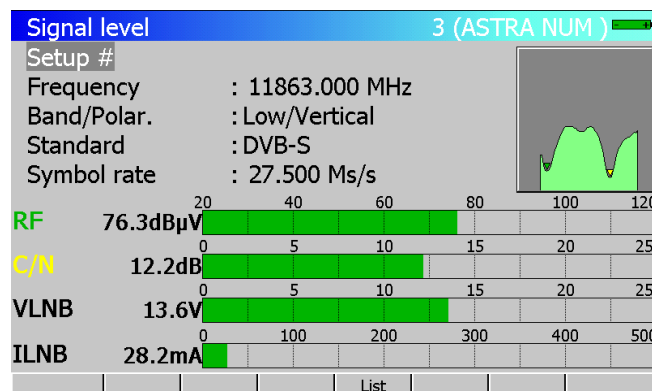 Signal level 3 (ASTRA NUM )
Setup #
Frequency : 11863.000 MHz
Band/Polar. : Low/Vertical
Standard : DVB-S
Symbol rate : 27.500 Ms/s
20 40 60 80 100 120
RF 76.3dBµV
0 5 10 15 20 25
C/N 12.2dB
0 5 10 15 20 25
VLNB 13.6V
0 100 200 300 400 500
ILNB 28.2mA
List